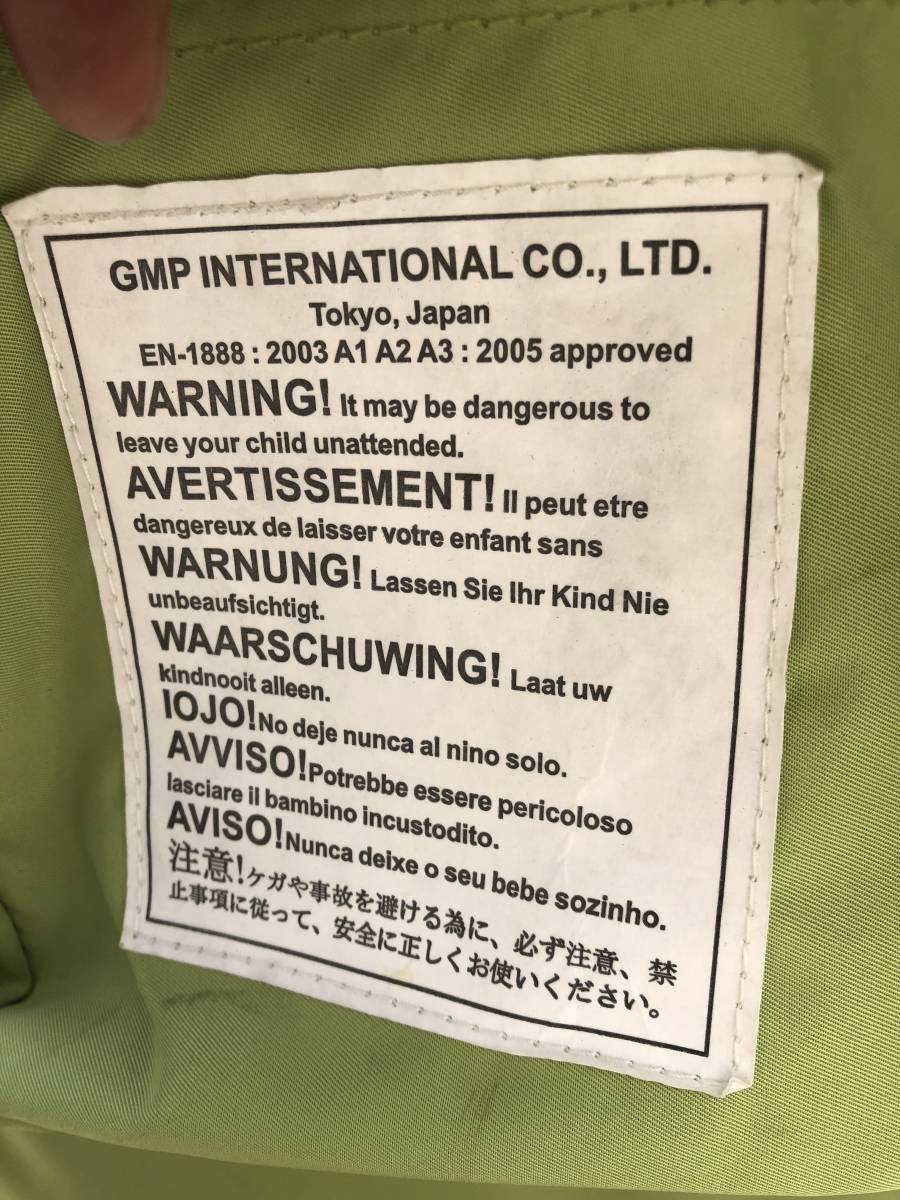 GMP INTERNATIONAL CO., LTD.
Tokyo, Japan
EN-1888 : 2003 A1 A2 A3 : 2005 approved
WARNING! It may be dangerous to
leave your child unattended.
AVERTISSEMENT! Il peut etre
dangereux de laisser votre enfant sans
WARNUNG! Lassen Sie Ihr Kind Nie
unbeaufsichtigt.
WAARSCHUWING! Laat uw
kindnooit alleen.
IOJO!No deje nunca al nino solo.
AVVISO!Potrebbe essere pericoloso
lasciare il bambino incustodito.
AVISO!Nunca deixe o seu bebe sozinho.
注意!ケガや事故を避ける為に、必ず注意、禁
止事項に従って、安全に正しくお使いください。